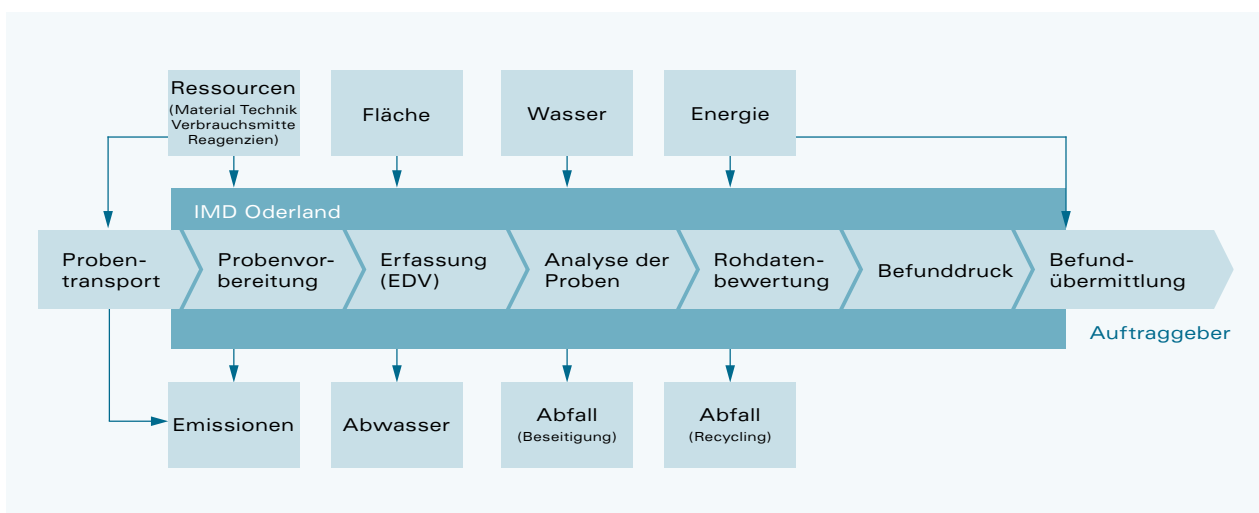 Ressourcen
(Material Technik
Verbrauchsmitte
Reagenzien)
Fläche
Wasser
Energie
IMD Oderland
Proben-
transport
Probenvor-
bereitung
Erfassung
(EDV)
Analyse der
Proben
Rohdaten-
bewertung
Befunddruck
Befund-
übermittlung
Auftraggeber
Emissionen
Abwasser
Abfall
(Beseitigung)
Abfall
(Recycling)